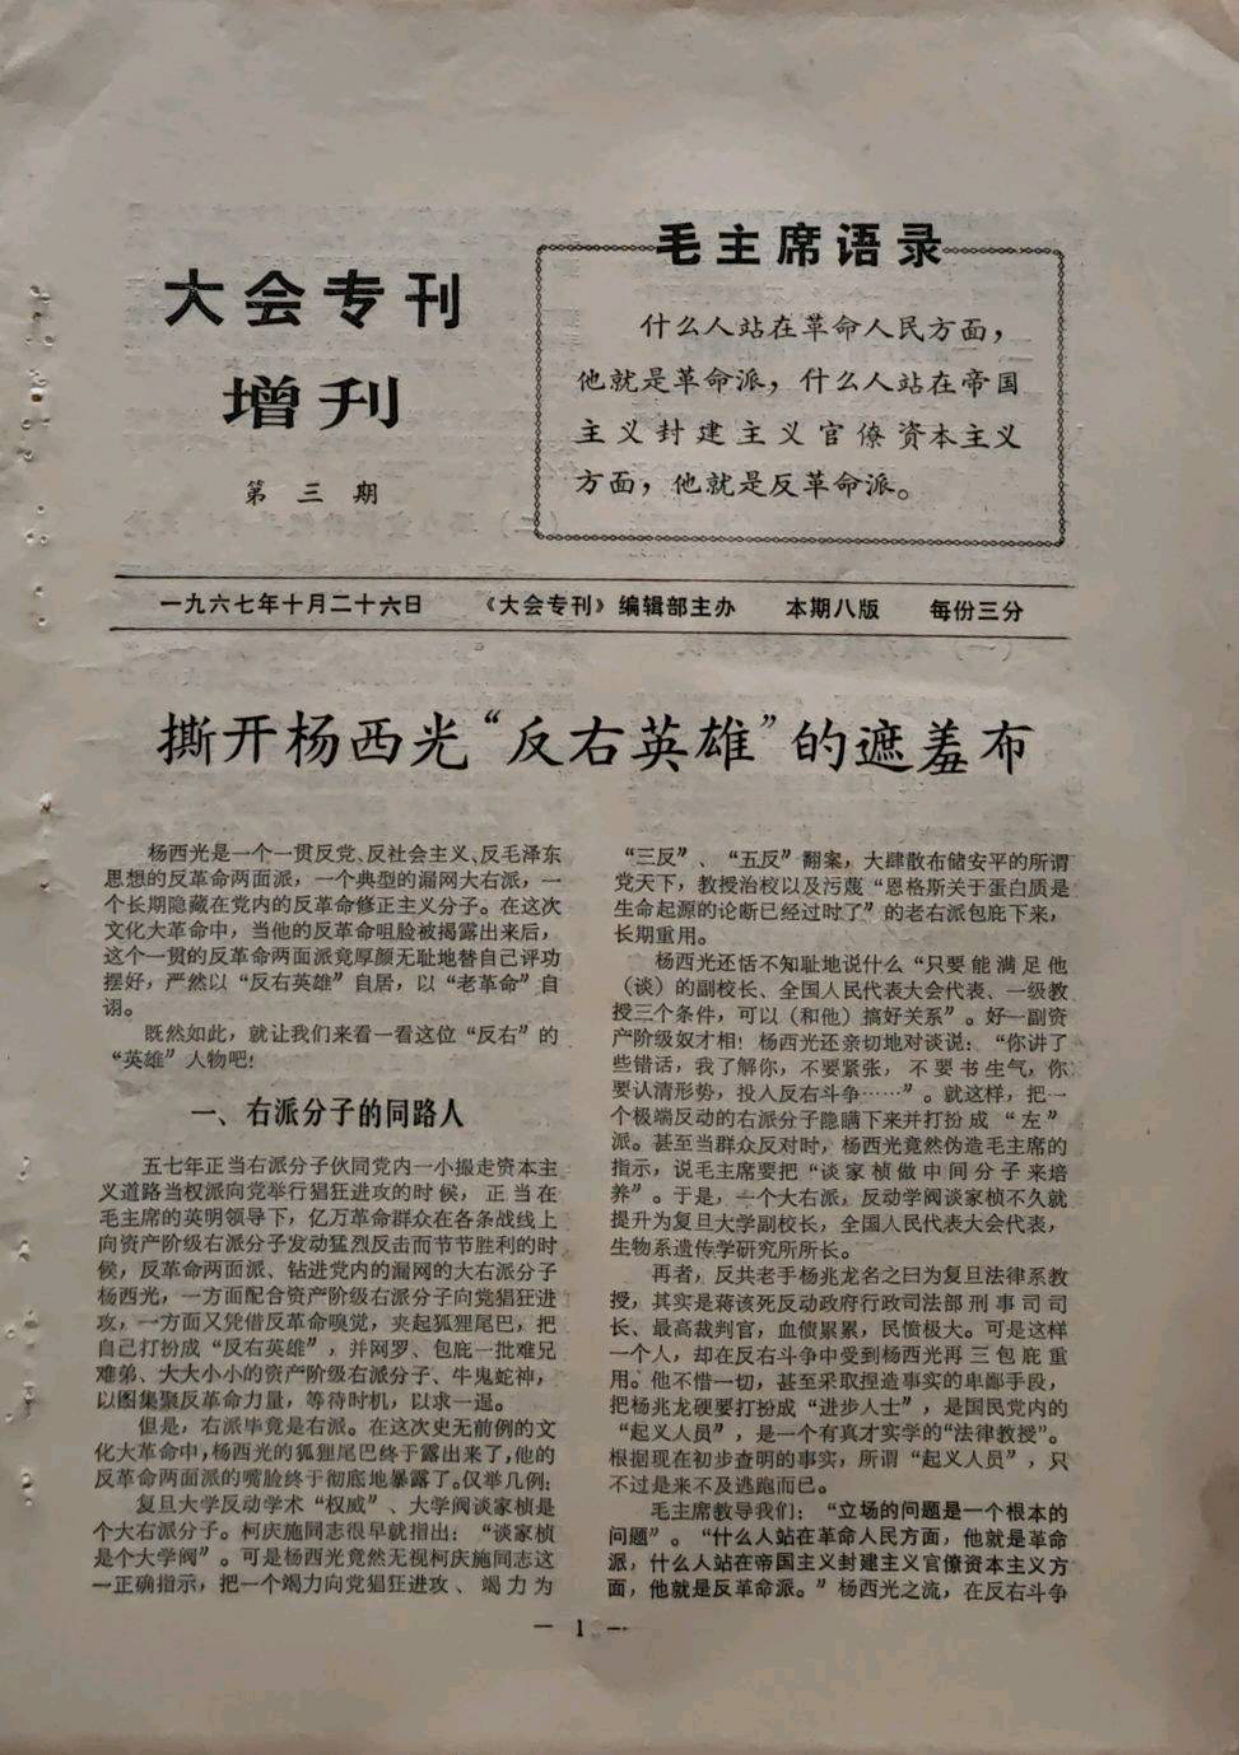 大会专刊
增刊
第三期
毛主席语录
什么人站在革命人民方面，
他就是革命派，什么人站在帝国
主义封建主义官僚资本主义
方面，他就是反革命派。
一九六七年十月二十六日 《大会专刊》编辑部主办 本期八版 每份三分
撕开杨西光“反右英雄”的遮羞布
杨西光是一个一贯反党、反社会主义、反毛泽东
思想的反革命两面派，一个典型的漏网大右派，一
个长期隐藏在党内的反革命修正主义分子。在这次
文化大革命中，当他的反革命咀脸被揭露出来后，
这个一贯的反革命两面派竟厚颜无耻地替自己评功
摆好，严然以“反右英雄”自居，以“老革命”自
诩。
既然如此，就让我们来看一看这位“反右”的
“英雄”人物吧！
一、右派分子的同路人
五七年正当右派分子伙同党内一小撮走资本主
义道路当权派向党举行猖狂进攻的时候，正当在
毛主席的英明领导下，亿万革命群众在各条战线上
向资产阶级右派分子发动猛烈反击而节节胜利的时
候，反革命两面派、钻进党内的漏网的大右派分子
杨西光，一方面配合资产阶级右派分子向党猖狂进
攻，一方面又凭借反革命嗅觉，夹起狐狸尾巴，把
自己打扮成“反右英雄”，并网罗、包庇一批难兄
难弟、大大小小的资产阶级右派分子、牛鬼蛇神，
以图集聚反革命力量，等待时机，以求一逞。
但是，右派毕竟是右派。在这次史无前例的文
化大革命中，杨西光的狐狸尾巴终于露出来了，他的
反革命两面派的嘴脸终于彻底地暴露了。仅举几例：
复旦大学反动学术“权威”、大学阀谈家桢是
个大右派分子。柯庆施同志很早就指出：“谈家桢
是个大学阀”。可是杨西光竟然无视柯庆施同志这
一正确指示，把一个竭力向党猖狂进攻、竭力为
“三反”、“五反”翻案，大肆散布储安平的所谓
党天下，教授治校以及污蔑“恩格斯关于蛋白质是
生命起源的论断已经过时了”的老右派包庇下来，
长期重用。
杨西光还恬不知耻地说什么“只要能满足他
（谈）的副校长、全国人民代表大会代表、一级教
授三个条件，可以（和他）搞好关系”。好一副资
产阶级奴才相！杨西光还亲切地对谈说：“你讲了
些错话，我了解你，不要紧张，不要书生气，你
要认清形势，投入反右斗争……”。就这样，把一
个极端反动的右派分子隐瞒下来并打扮成“左”
派。甚至当群众反对时，杨西光竟然伪造毛主席的
指示，说毛主席要把“谈家桢做中间分子来培
养”。于是，一个大右派，反动学阀谈家桢不久就
提升为复旦大学副校长，全国人民代表大会代表，
生物系遗传学研究所所长。
再者，反共老手杨兆龙名之曰为复旦法律系教
授，其实是蒋该死反动政府行政司法部刑事司司
长、最高裁判官，血债累累，民愤极大。可是这样
一个人，却在反右斗争中受到杨西光再三包庇重
用。他不惜一切，甚至采取捏造事实的卑鄙手段，
把杨兆龙硬要打扮成“进步人士”，是国民党内的
“起义人员”，是一个有真才实学的“法律教授”。
根据现在初步查明的事实，所谓“起义人员”，只
不过是来不及逃跑而已。
毛主席教导我们：“立场的问题是一个根本的
问题”。“什么人站在革命人民方面，他就是革命
派，什么人站在帝国主义封建主义官僚资本主义方
面，他就是反革命派。”杨西光之流，在反右斗争
— 1 —